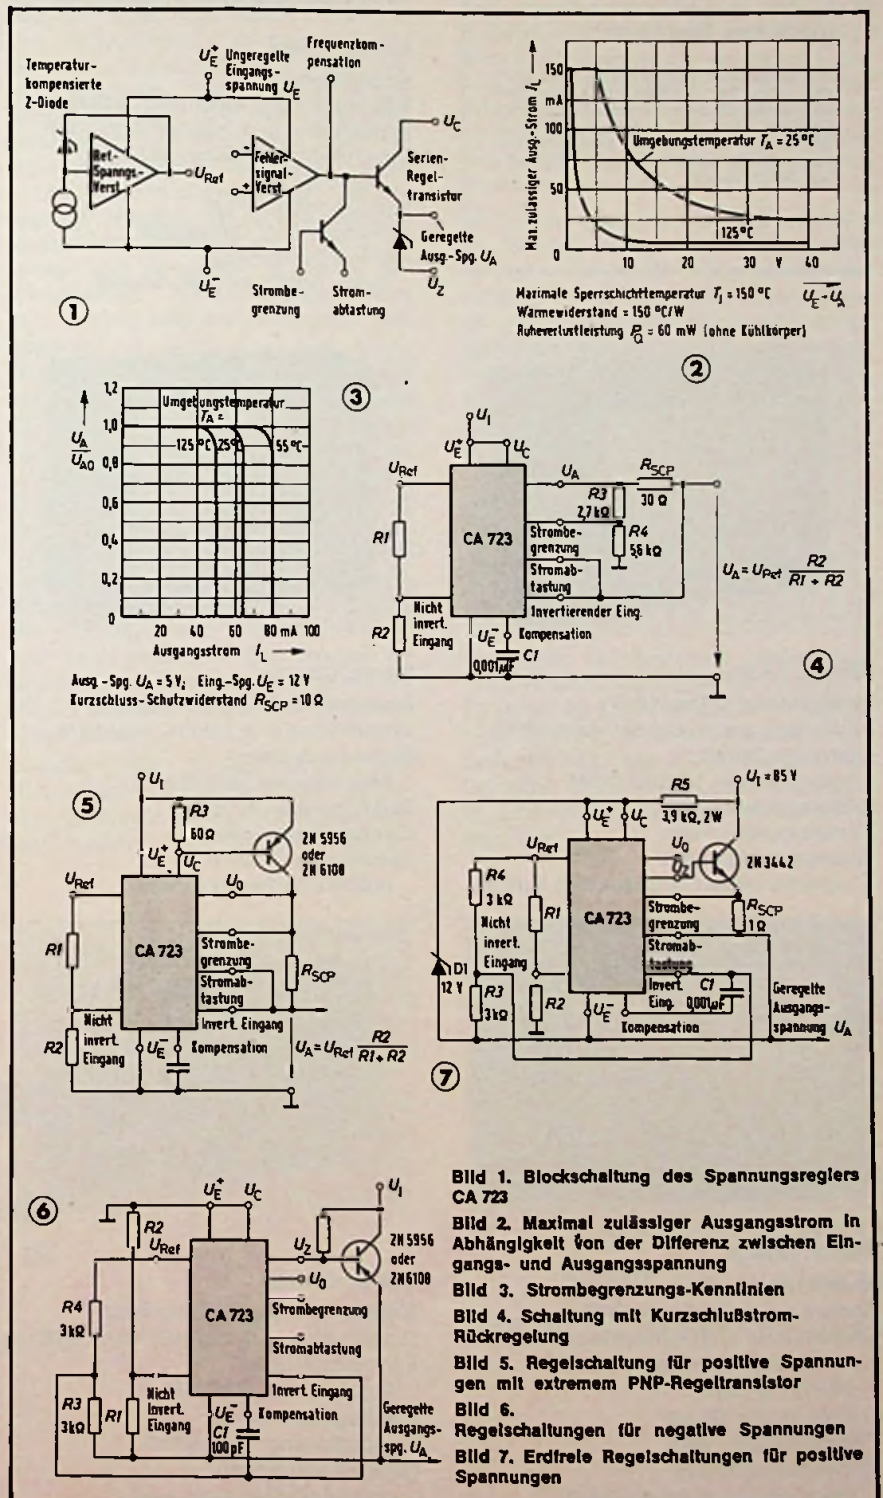 Temperatur-
kompensierte
Z-Diode
U_E^+ Ungeregelte
Eingangs-
spannung U_E
Frequenzkom-
pensation
Ref.-
Spanngs-
Verst.
U_Ref
- Fehler-
+ signal-
Verst.
U_C
Serien-
Regel-
transistor
Geregelte
Ausg.-Spg. U_A
U_Z
U_E^-
Strombe-
grenzung
Strom-
abtastung
1
Max. zulässiger Ausg.-Strom I_L
150
mA
100
50
0
Umgebungstemperatur T_A = 25 °C
125 °C
10 20 30 V 40
U_E - U_A
Maximale Sperrschichttemperatur T_j = 150 °C
Wärmewiderstand = 150 °C/W
Ruheverlustleistung P_Q = 60 mW (ohne Kühlkörper)
2
U_A
U_A0
1,2
1,0
0,8
0,6
0,4
0,2
0
Umgebungstemperatur
T_A =
125 °C 25 °C 55 °C
20 40 60 80 mA 100
Ausgangsstrom I_L
Ausg.-Spg. U_A = 5 V; Eing.-Spg. U_E = 12 V
Kurzschluss-Schutzwiderstand R_SCP = 10 Ω
3
U_I
U_E^+ U_C
U_Ref
U_A
R_SCP
30 Ω
R3
2,7 kΩ
R1
CA 723
Strombe-
grenzung
R4
5,6 kΩ
Stromab-
tastung
U_A = U_Ref R2 / R1 + R2
Nicht
invert.
Eingang
Invertierender Eing.
R2
U_E^- Kompensation
C1
0,001 µF
4
5
U_I
R3
60 Ω
2N 5956
oder
2N 6108
U_E^+ U_C
U_Ref
U_0
R1
CA 723
Strombe-
grenzung
Stromab-
tastung
R_SCP
Nicht
invert.
Eingang
Invert. Eingang
R2
U_E^- Kompensation
U_A = U_Ref R2 / R1 + R2
R5
3,9 kΩ, 2W
U_I = 85 V
U_E^+ U_C
U_Ref
U_0
U_Z
2N 3442
R4
3 kΩ
R1
CA 723
Nicht
invert.
Eingang
Strombe-
grenzung
R_SCP
1 Ω
Stromab-
tastung
D1
12 V
Invert.
Eing.
C1
0,001 µF
R3
3 kΩ
R2
U_E^-
Kompensation
Geregelte
Ausgangs-
spannung U_A
7
6
U_E^+ U_C
R2
U_Ref
U_Z
U_I
2N 5956
oder
2N 6108
U_0
R4
3 kΩ
CA 723
Strombegrenzung
Stromabtastung
R3
3 kΩ
R1
Nicht
invert.
Eingang
Invert. Eingang
U_E^- Kompensation
C1
100 pF
Geregelte
Ausgangs-
spg. U_A
Bild 1. Blockschaltung des Spannungsreglers
CA 723
Bild 2. Maximal zulässiger Ausgangsstrom in
Abhängigkeit von der Differenz zwischen Ein-
gangs- und Ausgangsspannung
Bild 3. Strombegrenzungs-Kennlinien
Bild 4. Schaltung mit Kurzschlußstrom-
Rückregelung
Bild 5. Regelschaltung für positive Spannun-
gen mit extremem PNP-Regeltransistor
Bild 6.
Regelschaltungen für negative Spannungen
Bild 7. Erdfreie Regelschaltungen für positive
Spannungen